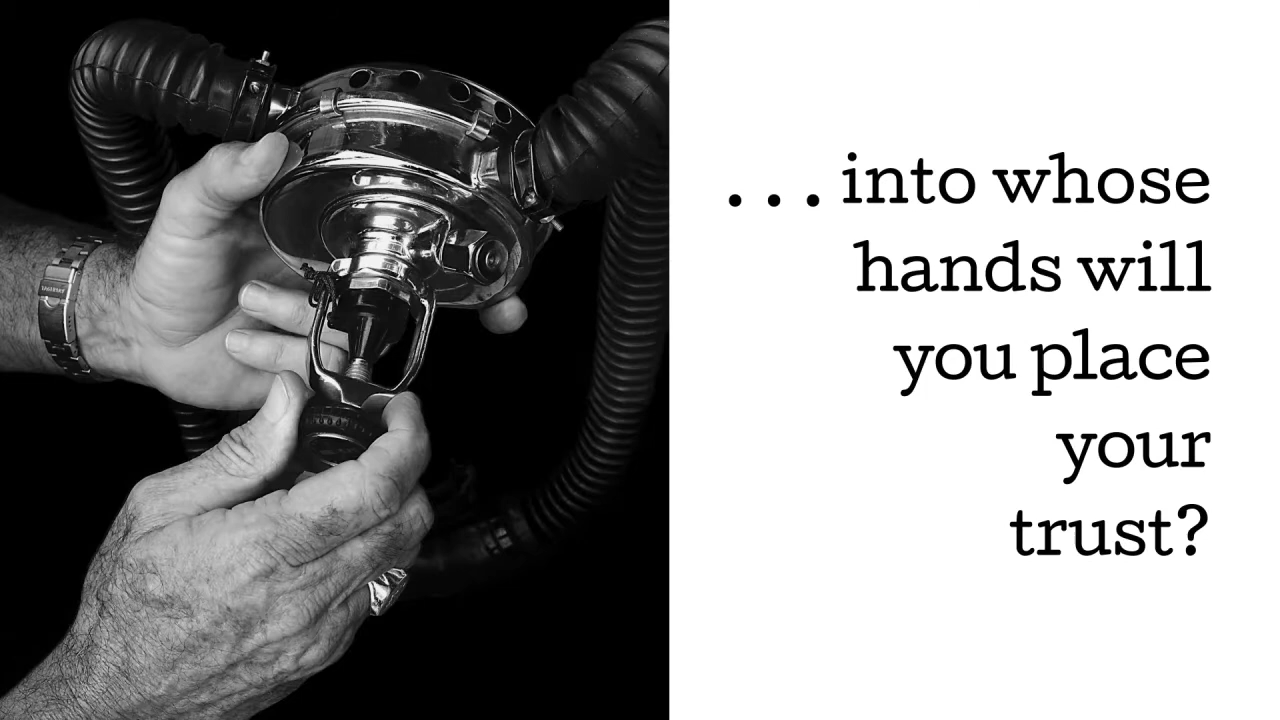 ...into whose
hands will
you place
your
trust?